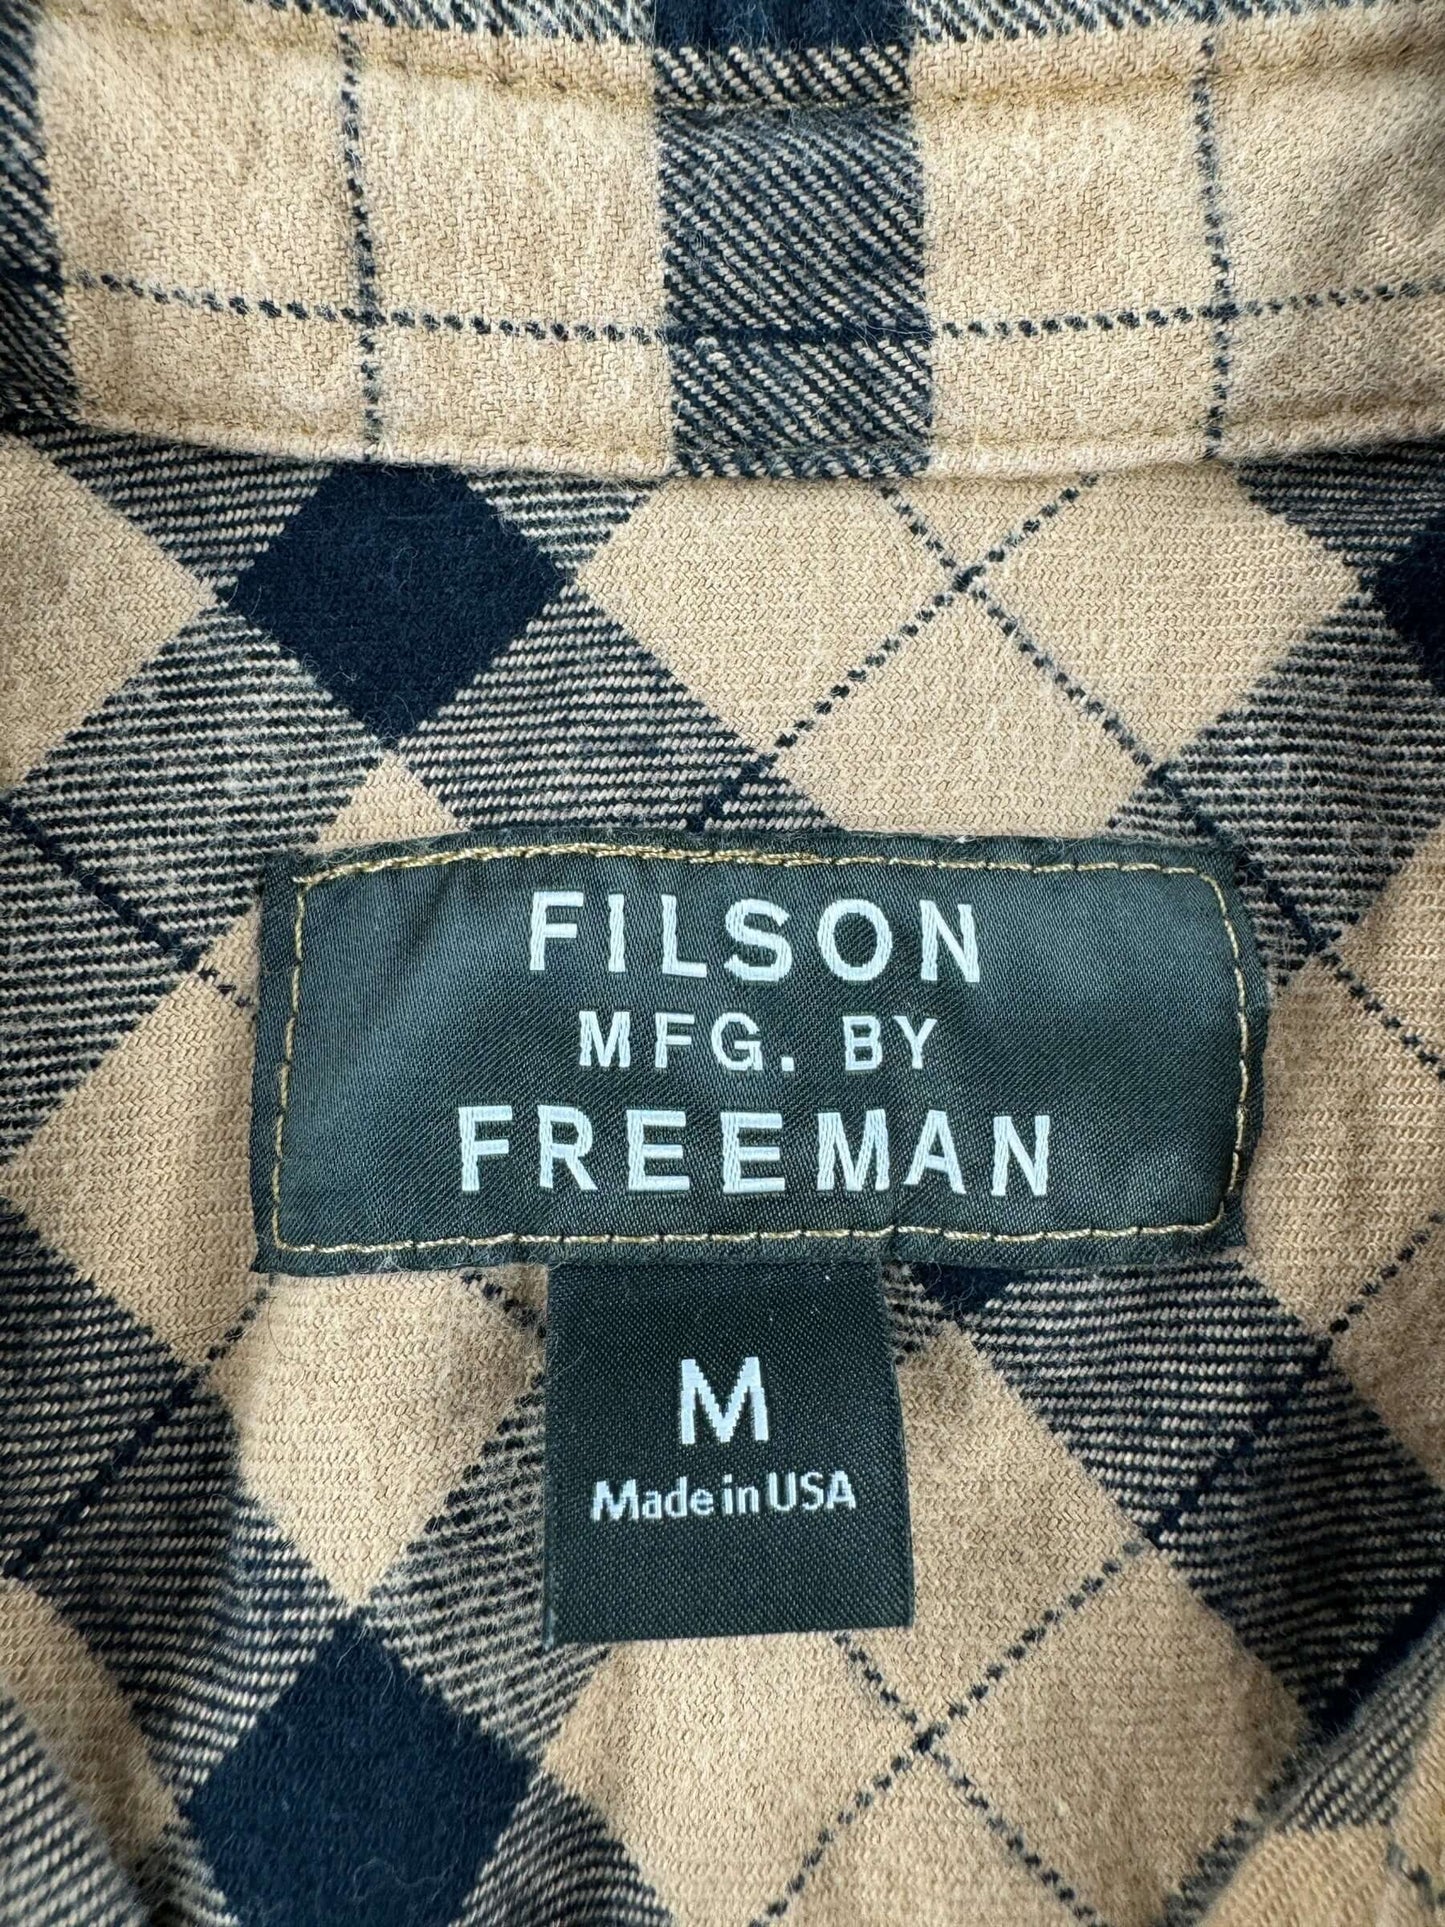 FILSON
MFG. BY
FREEMAN
M
Made in USA